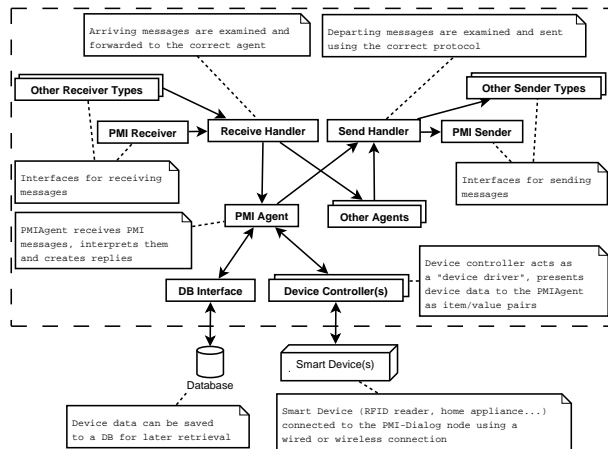 Arriving messages are examined and
forwarded to the correct agent
Departing messages are examined and sent
using the correct protocol
Other Receiver Types
Other Sender Types
PMI Receiver
Receive Handler
Send Handler
PMI Sender
Interfaces for receiving
messages
Interfaces for sending
messages
PMI Agent
Other Agents
PMIAgent receives PMI
messages, interprets them
and creates replies
Device controller acts as
a "device driver", presents
device data to the PMIAgent
as item/value pairs
DB Interface
Device Controller(s)
Smart Device(s)
Database
Device data can be saved
to a DB for later retrieval
Smart Device (RFID reader, home appliance...)
connected to the PMI-Dialog node using a
wired or wireless connection